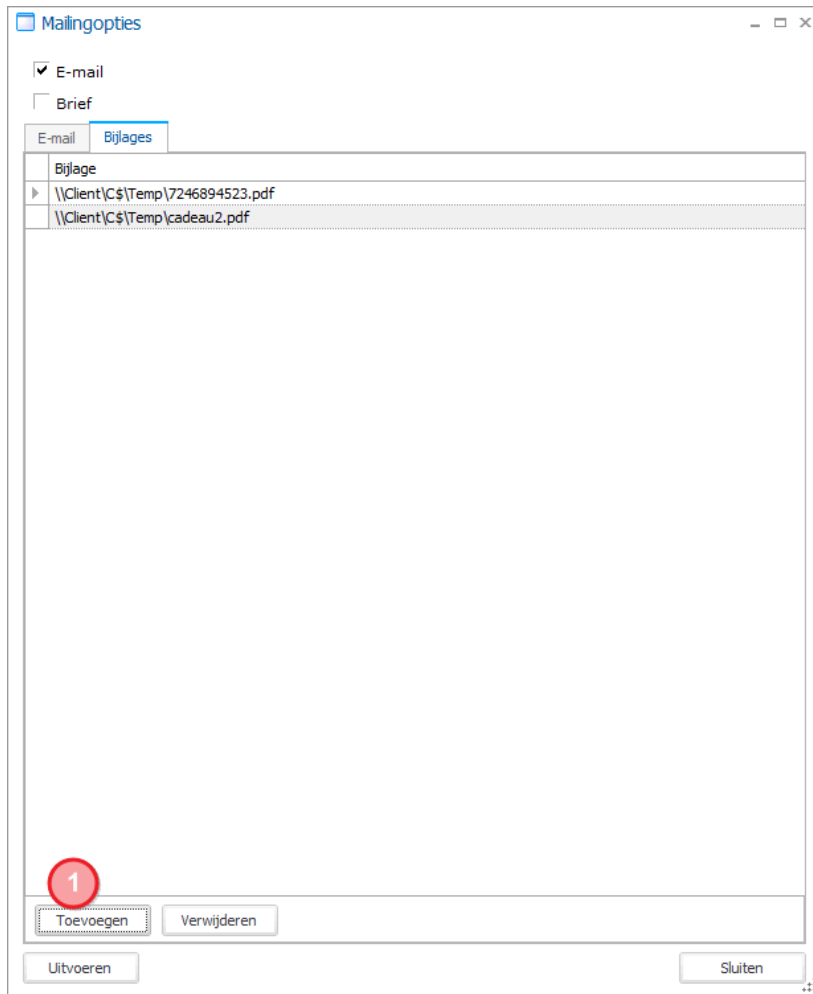 Mailingopties
E-mail
Brief
E-mail Bijlages
Bijlage
\\Client\C$\Temp\7246894523.pdf
\\Client\C$\Temp\cadeau2.pdf
1
Toevoegen Verwijderen
Uitvoeren Sluiten